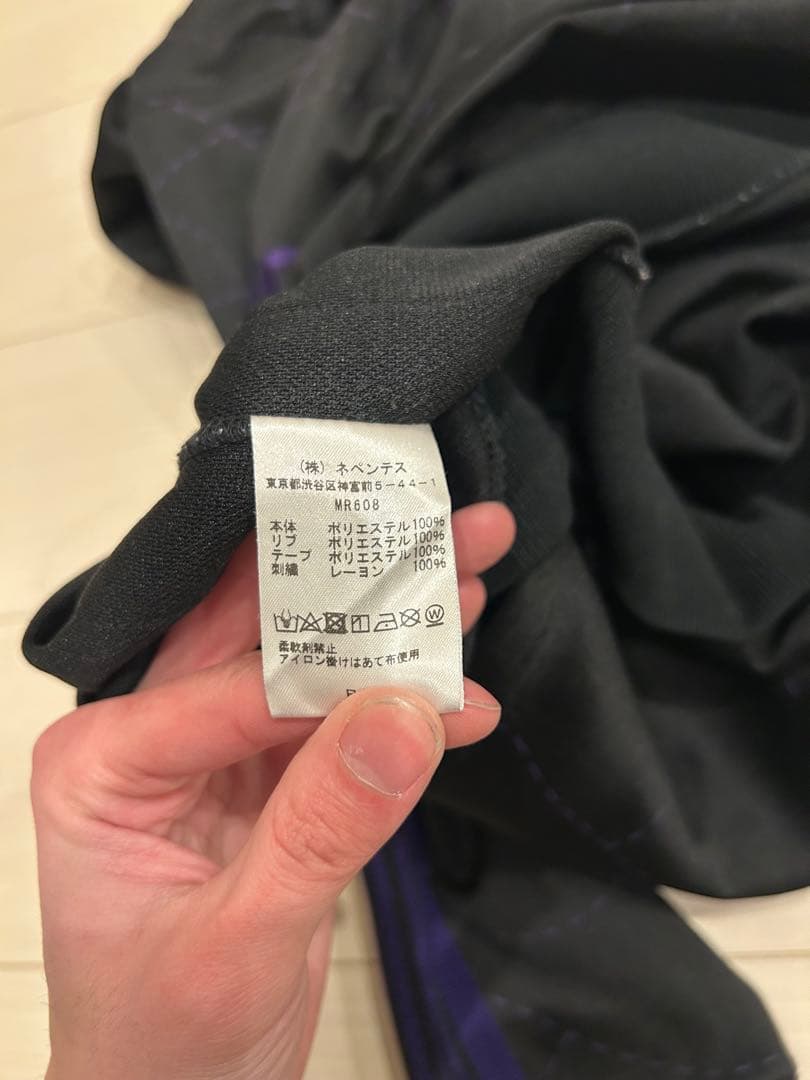 (株) ネペンテス
東京都渋谷区神宮前5-44-1
MR608
本体 ポリエステル100%
リブ ポリエステル100%
テープ ポリエステル100%
刺繍 レーヨン 100%
柔軟剤禁止
アイロン掛けはあて布使用